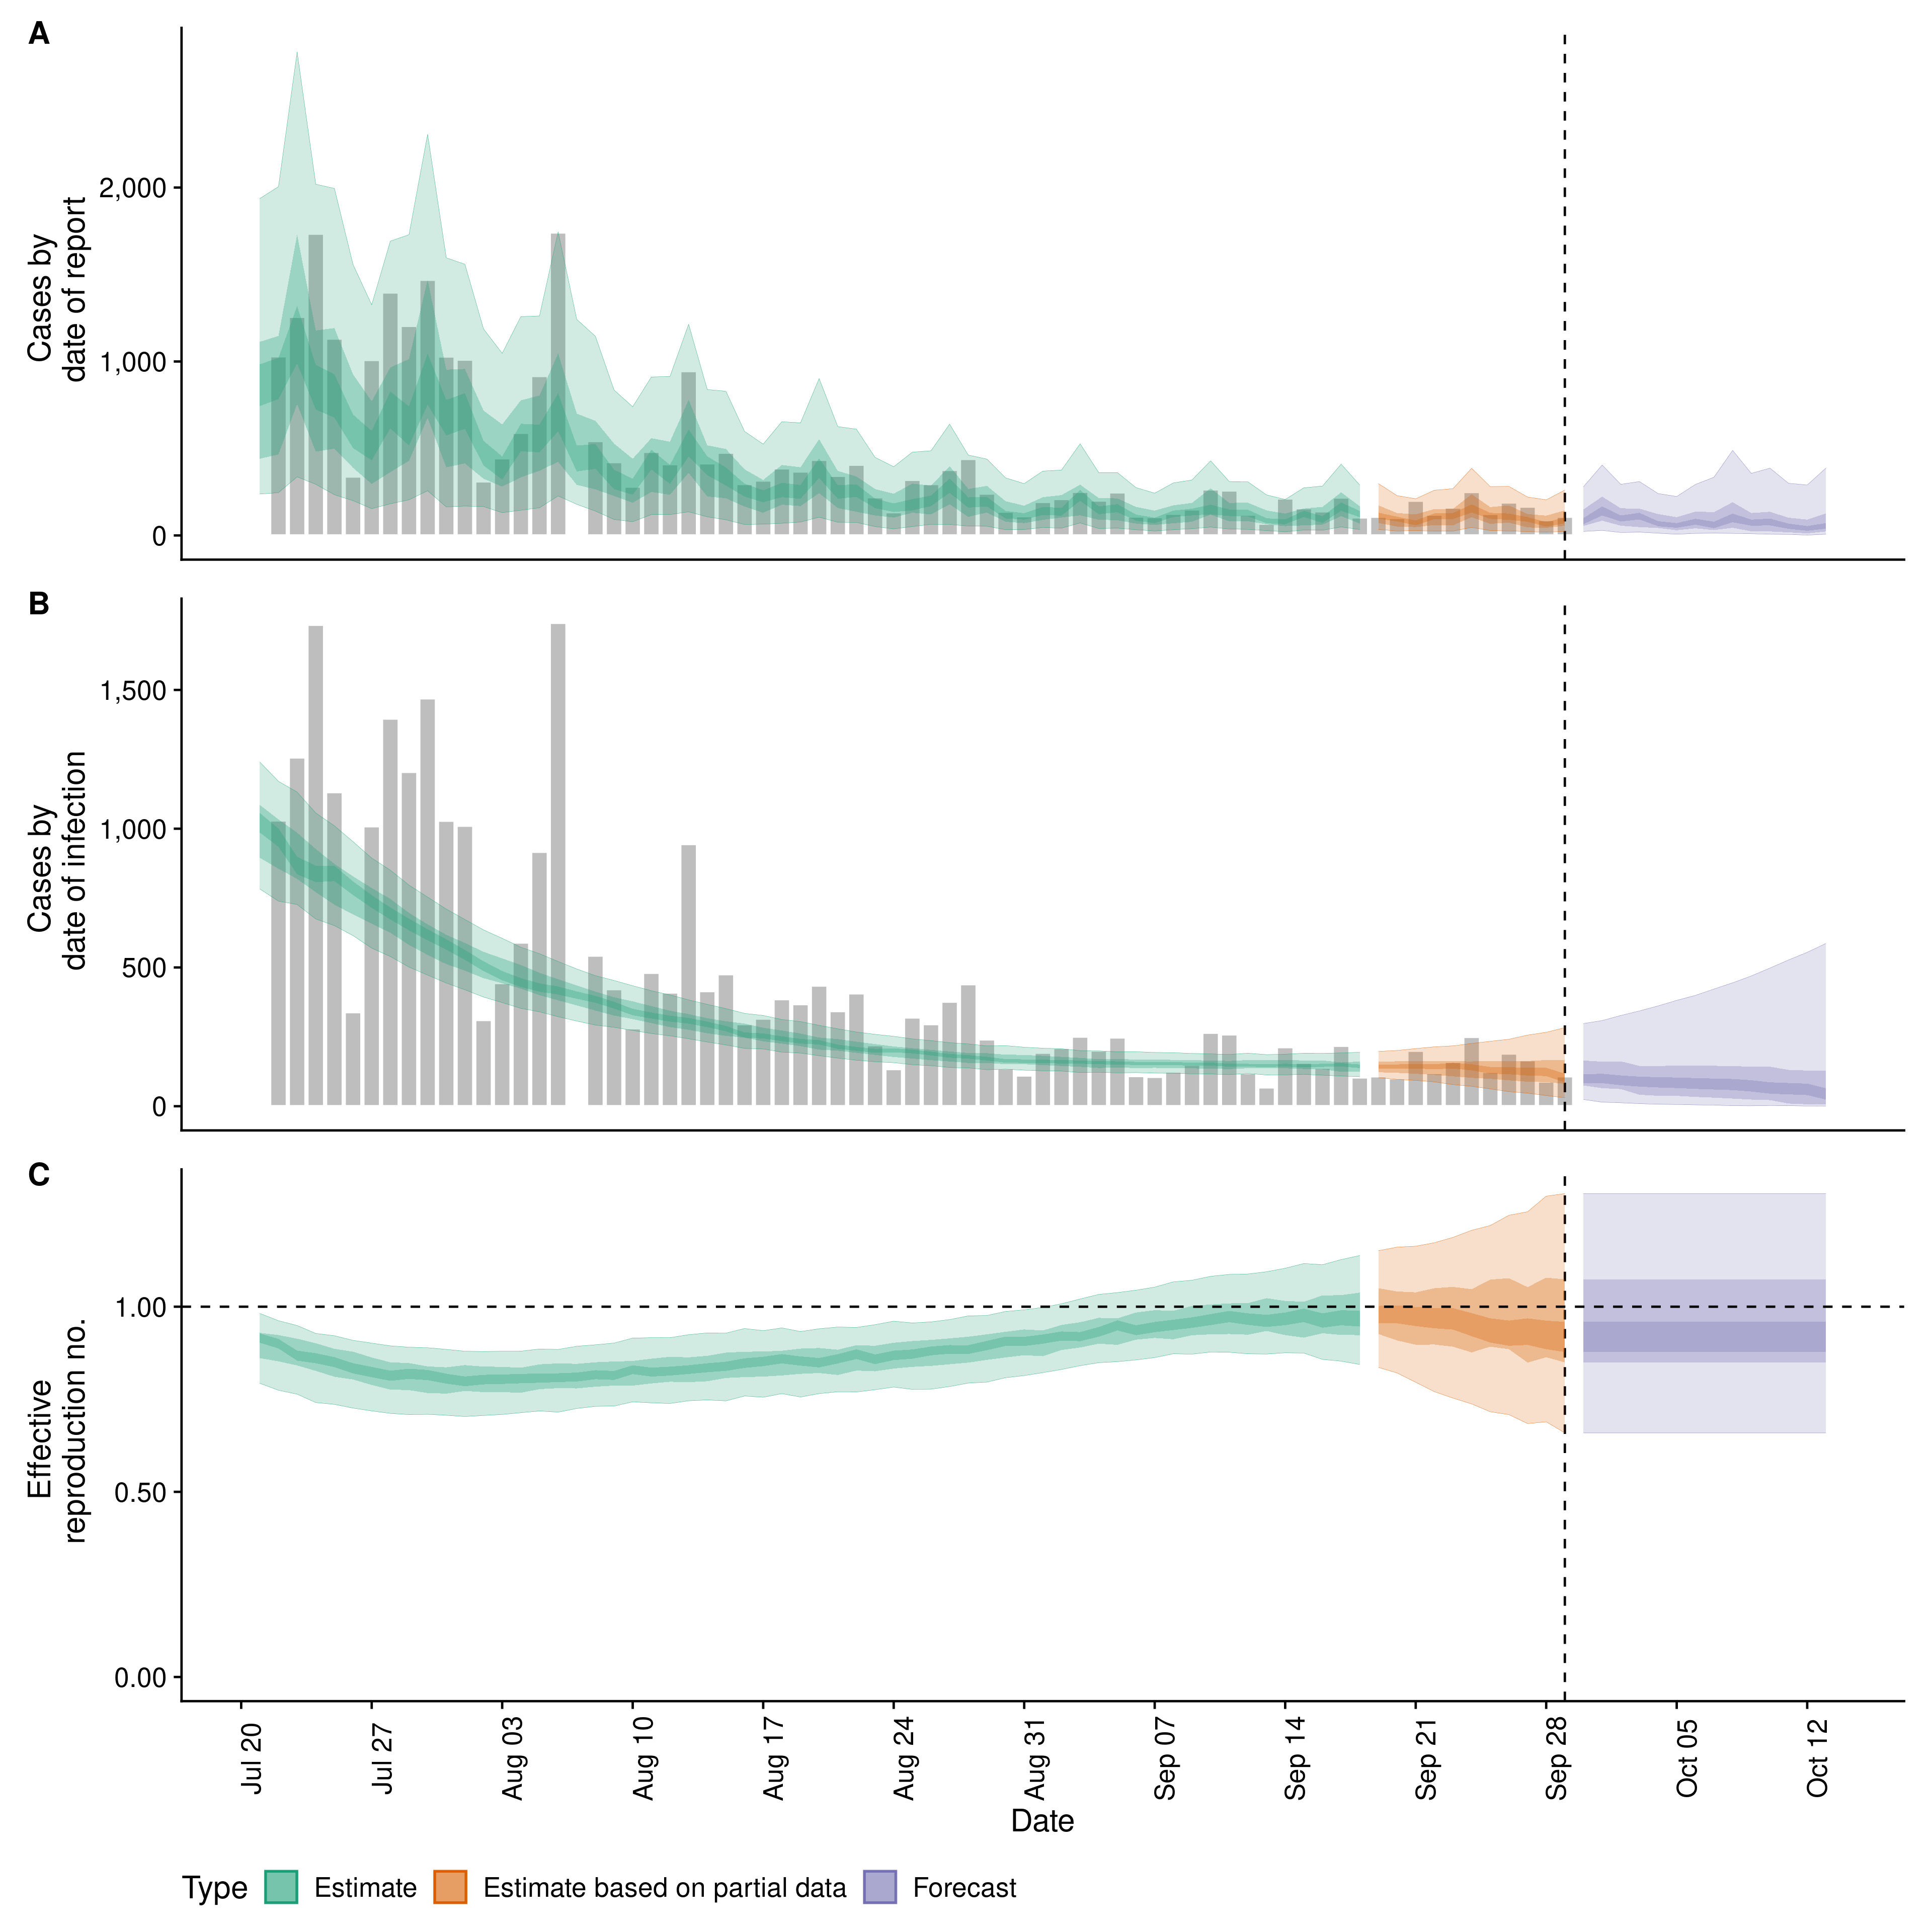 A
Cases by
date of report
2,000
1,000
0
B
Cases by
date of infection
1,500
1,000
500
0
C
Effective
reproduction no.
1.00
0.50
0.00
Jul 20
Jul 27
Aug 03
Aug 10
Aug 17
Aug 24
Aug 31
Sep 07
Sep 14
Sep 21
Sep 28
Oct 05
Oct 12
Date
Type Estimate Estimate based on partial data Forecast